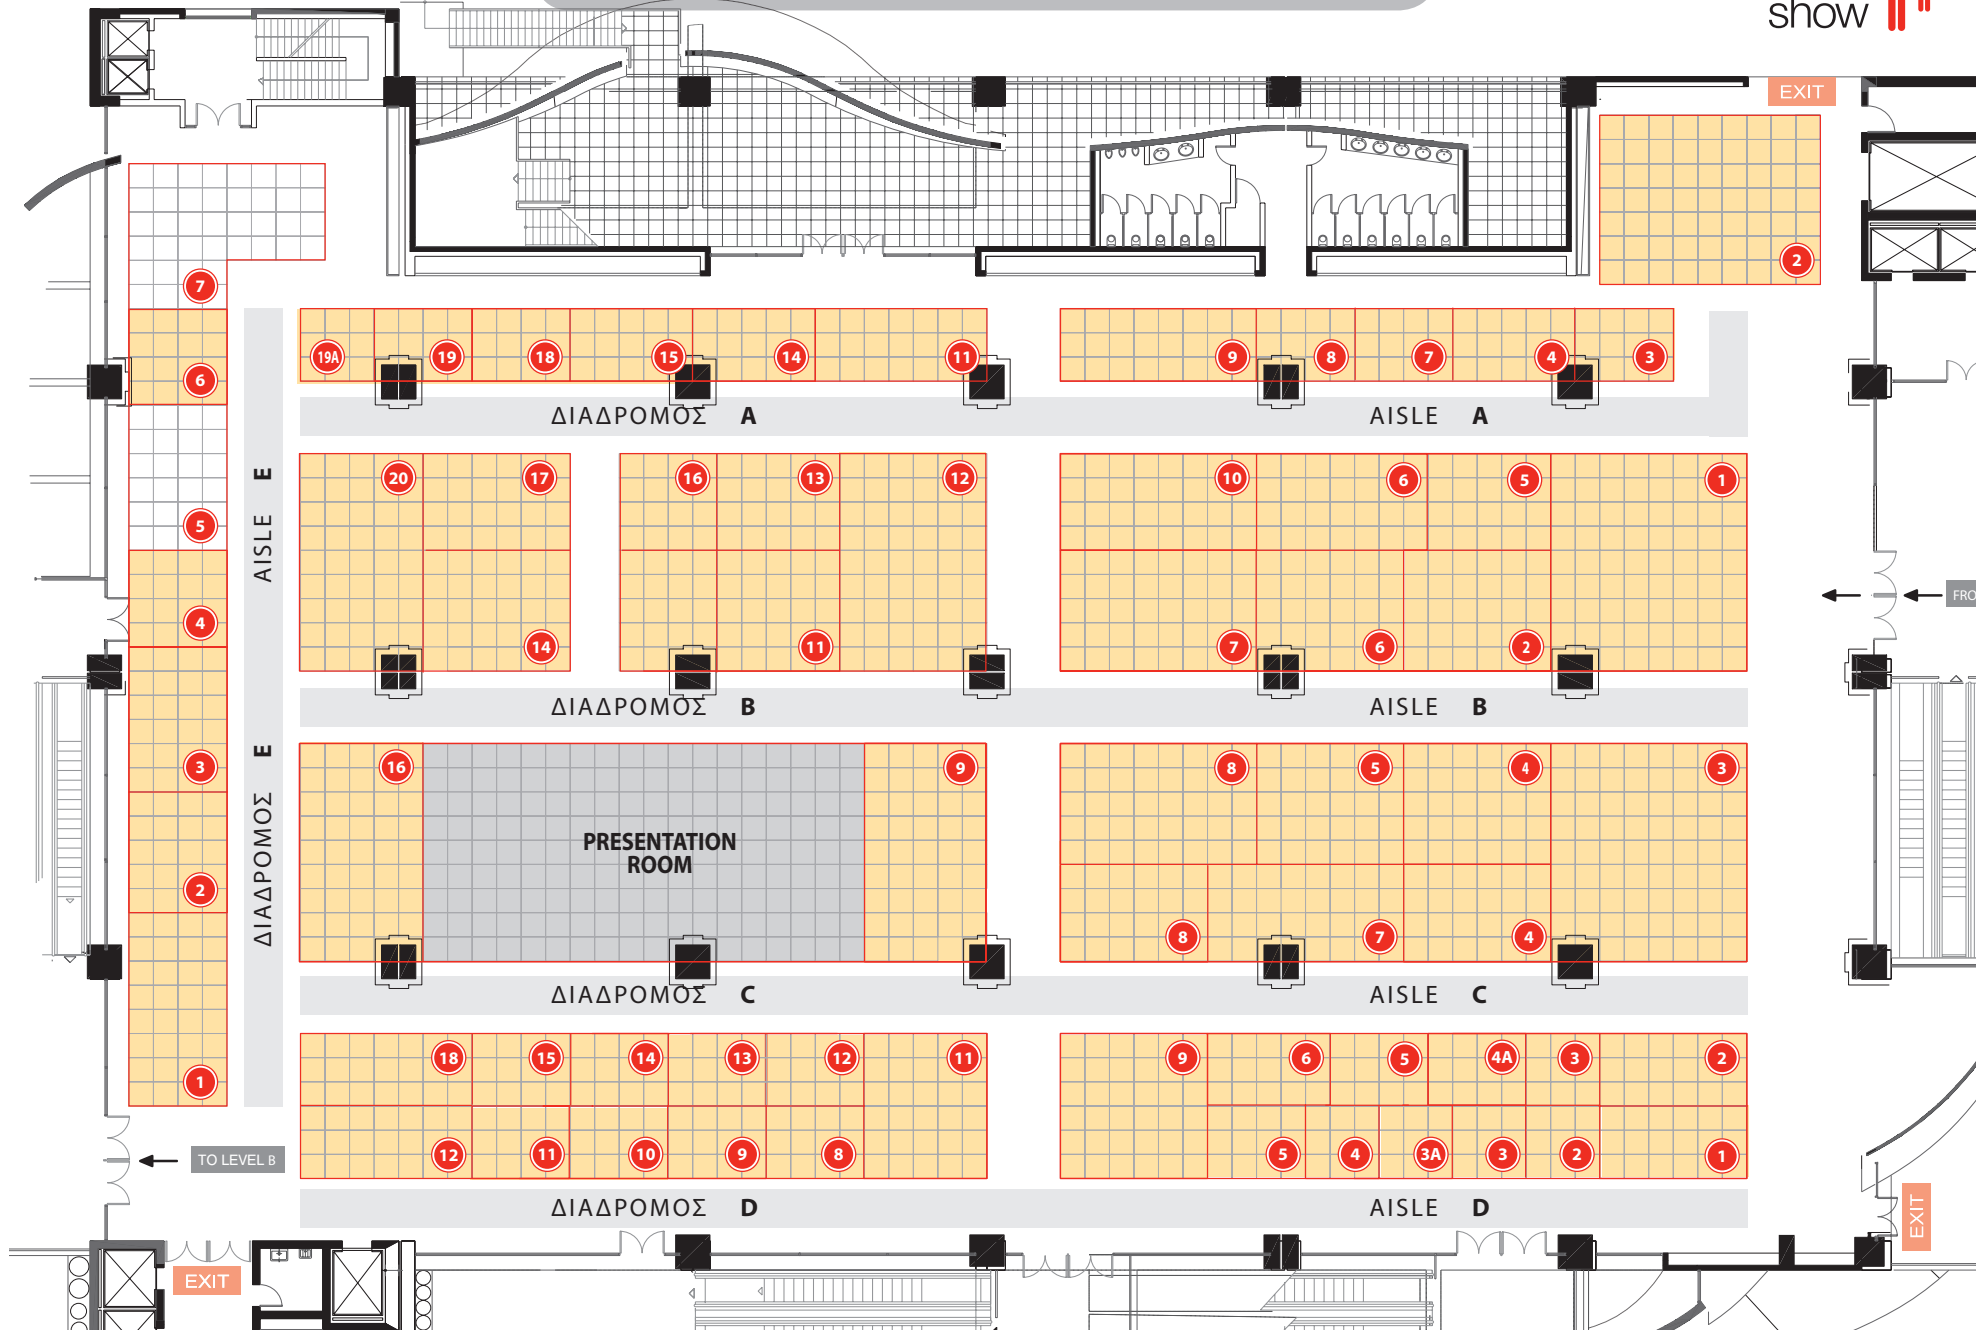 show
EXIT
2
7
6
5
4
3
2
1
AISLE E
ΔΙΑΔΡΟΜΟΣ E
19A 19 18 15 14 11 9 8 7 4 3
ΔΙΑΔΡΟΜΟΣ A AISLE A
20 17 16 13 12 10 6 5 1
14 11 7 6 2
FRO
ΔΙΑΔΡΟΜΟΣ B AISLE B
16 9 8 5 4 3
PRESENTATION
ROOM
8 7 4
ΔΙΑΔΡΟΜΟΣ C AISLE C
18 15 14 13 12 11 9 6 5 4A 3 2
12 11 10 9 8 5 4 3A 3 2 1
TO LEVEL B
ΔΙΑΔΡΟΜΟΣ D AISLE D
EXIT
EXIT